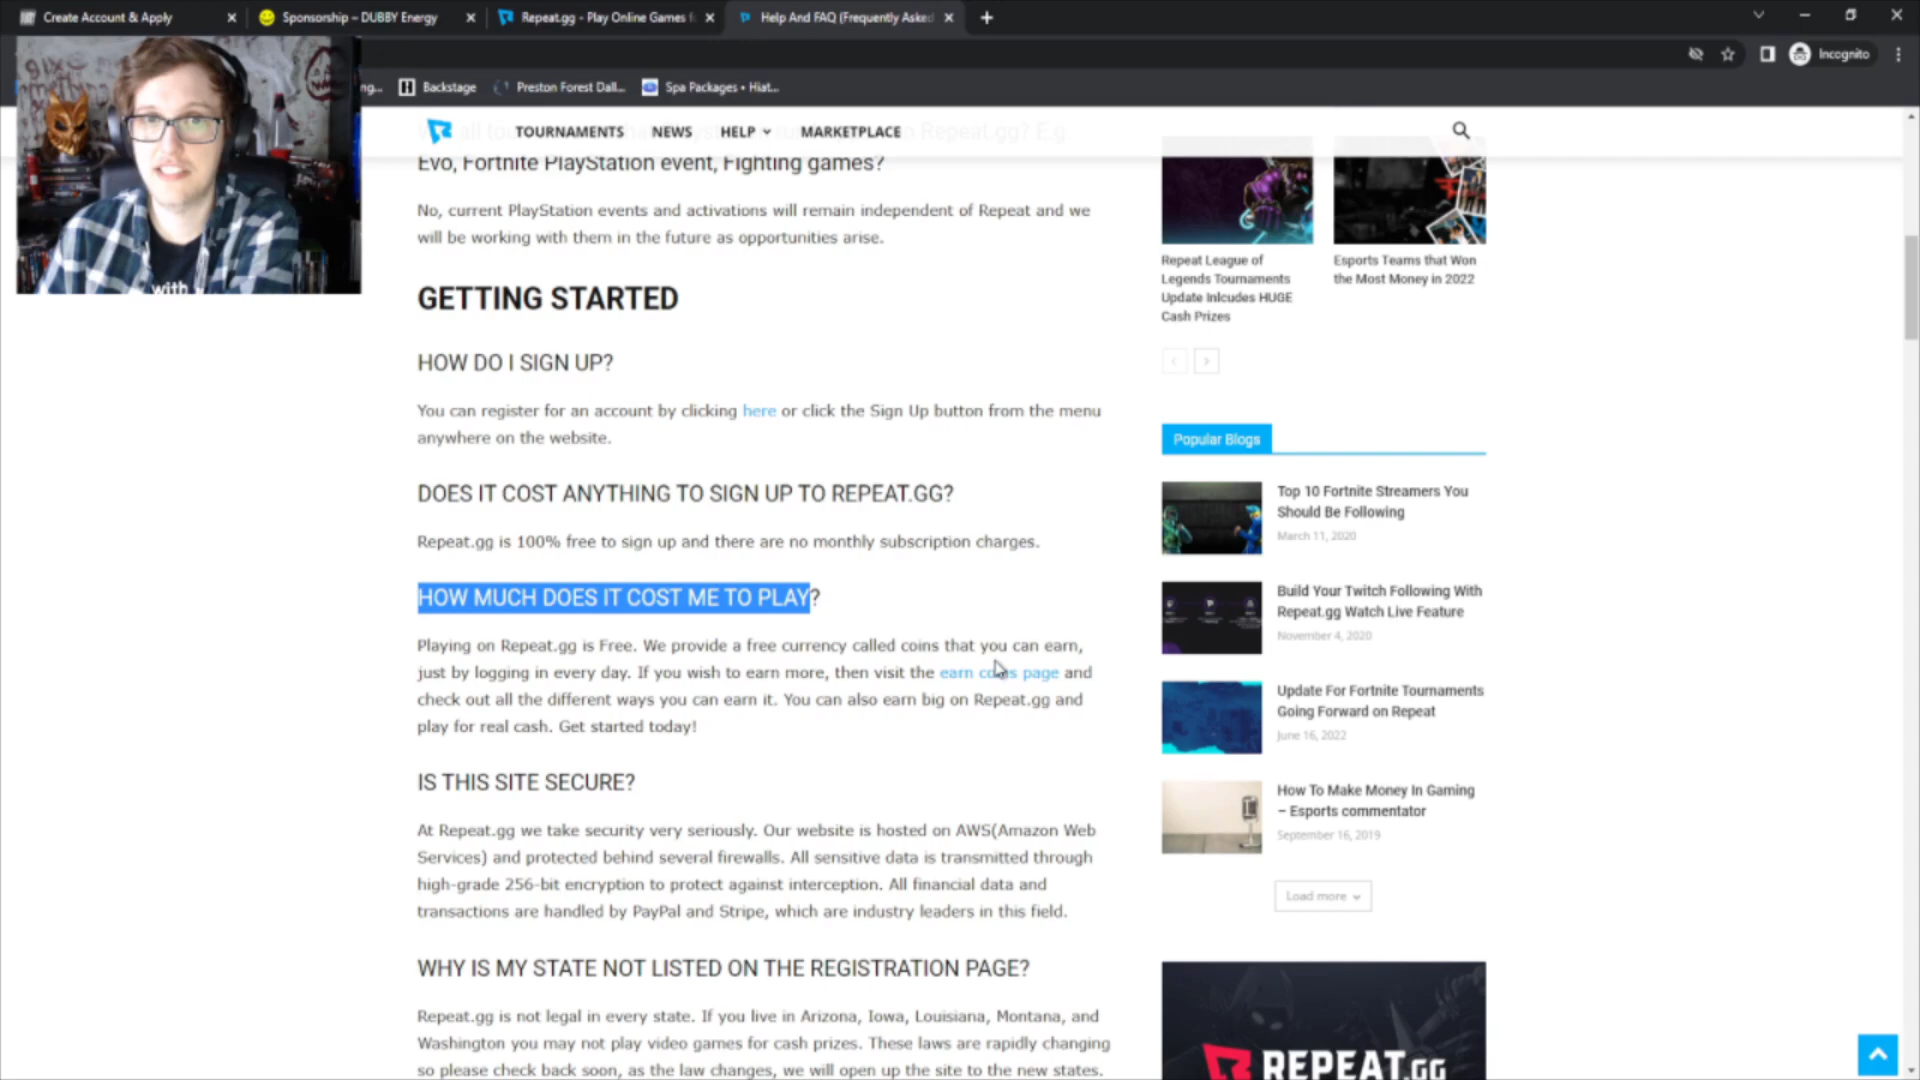 Create Account & Apply
Sponsorship – DUBBY Energy
Repeat.gg - Play Online Games f
Help And FAQ (Frequently Asked
Incognito
ng...
Backstage
Preston Forest Dall...
Spa Packages • Hiat...
TOURNAMENTS
NEWS
HELP
MARKETPLACE
Repeat.gg? E.g.
Evo, Fortnite PlayStation event, Fighting games?
No, current PlayStation events and activations will remain independent of Repeat and we
will be working with them in the future as opportunities arise.
GETTING STARTED
HOW DO I SIGN UP?
You can register for an account by clicking here or click the Sign Up button from the menu
anywhere on the website.
DOES IT COST ANYTHING TO SIGN UP TO REPEAT.GG?
Repeat.gg is 100% free to sign up and there are no monthly subscription charges.
HOW MUCH DOES IT COST ME TO PLAY?
Playing on Repeat.gg is Free. We provide a free currency called coins that you can earn,
just by logging in every day. If you wish to earn more, then visit the earn coins page and
check out all the different ways you can earn it. You can also earn big on Repeat.gg and
play for real cash. Get started today!
IS THIS SITE SECURE?
At Repeat.gg we take security very seriously. Our website is hosted on AWS(Amazon Web
Services) and protected behind several firewalls. All sensitive data is transmitted through
high-grade 256-bit encryption to protect against interception. All financial data and
transactions are handled by PayPal and Stripe, which are industry leaders in this field.
WHY IS MY STATE NOT LISTED ON THE REGISTRATION PAGE?
Repeat.gg is not legal in every state. If you live in Arizona, Iowa, Louisiana, Montana, and
Washington you may not play video games for cash prizes. These laws are rapidly changing
so please check back soon, as the law changes, we will open up the site to the new states.
Repeat League of
Legends Tournaments
Update Inlcudes HUGE
Cash Prizes
Esports Teams that Won
the Most Money in 2022
Popular Blogs
Top 10 Fortnite Streamers You
Should Be Following
March 11, 2020
Build Your Twitch Following With
Repeat.gg Watch Live Feature
November 4, 2020
Update For Fortnite Tournaments
Going Forward on Repeat
June 16, 2022
How To Make Money In Gaming
– Esports commentator
September 16, 2019
Load more
REPEAT.GG
with